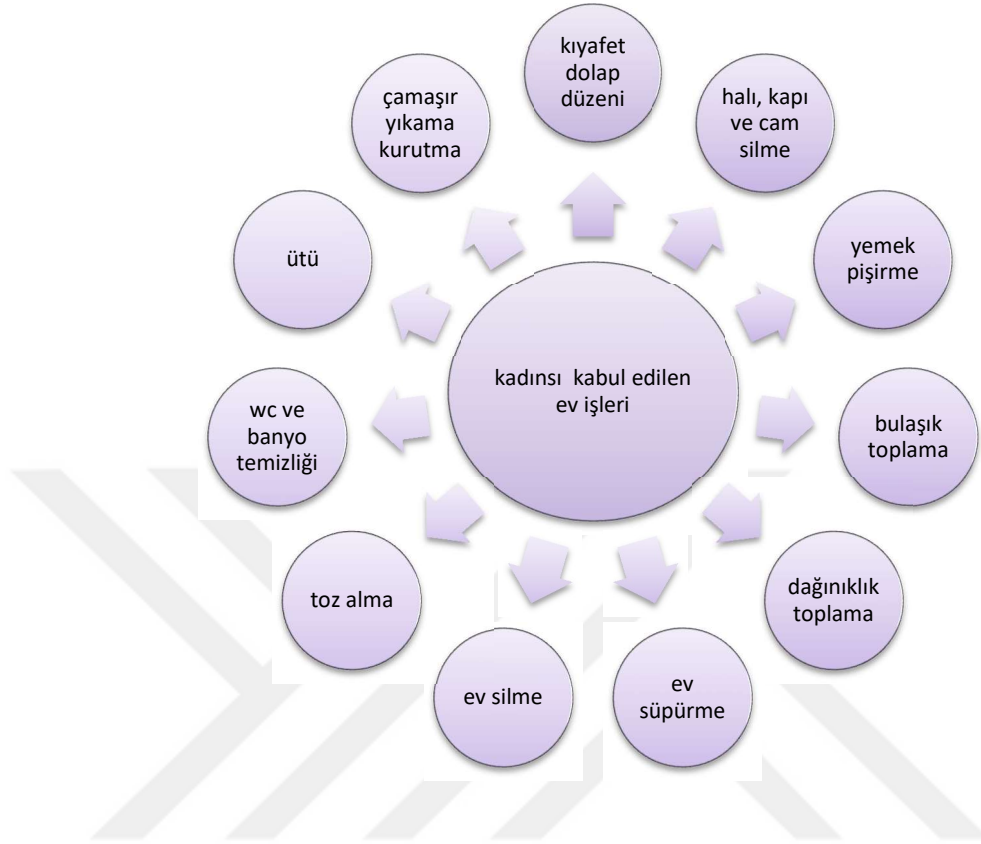 kıyafet
dolap
düzeni
halı, kapı
ve cam
silme
yemek
pişirme
bulaşık
toplama
dağınıklık
toplama
ev
süpürme
ev silme
toz alma
wc ve
banyo
temizliği
ütü
çamaşır
yıkama
kurutma
kadınsı  kabul edilen
ev işleri